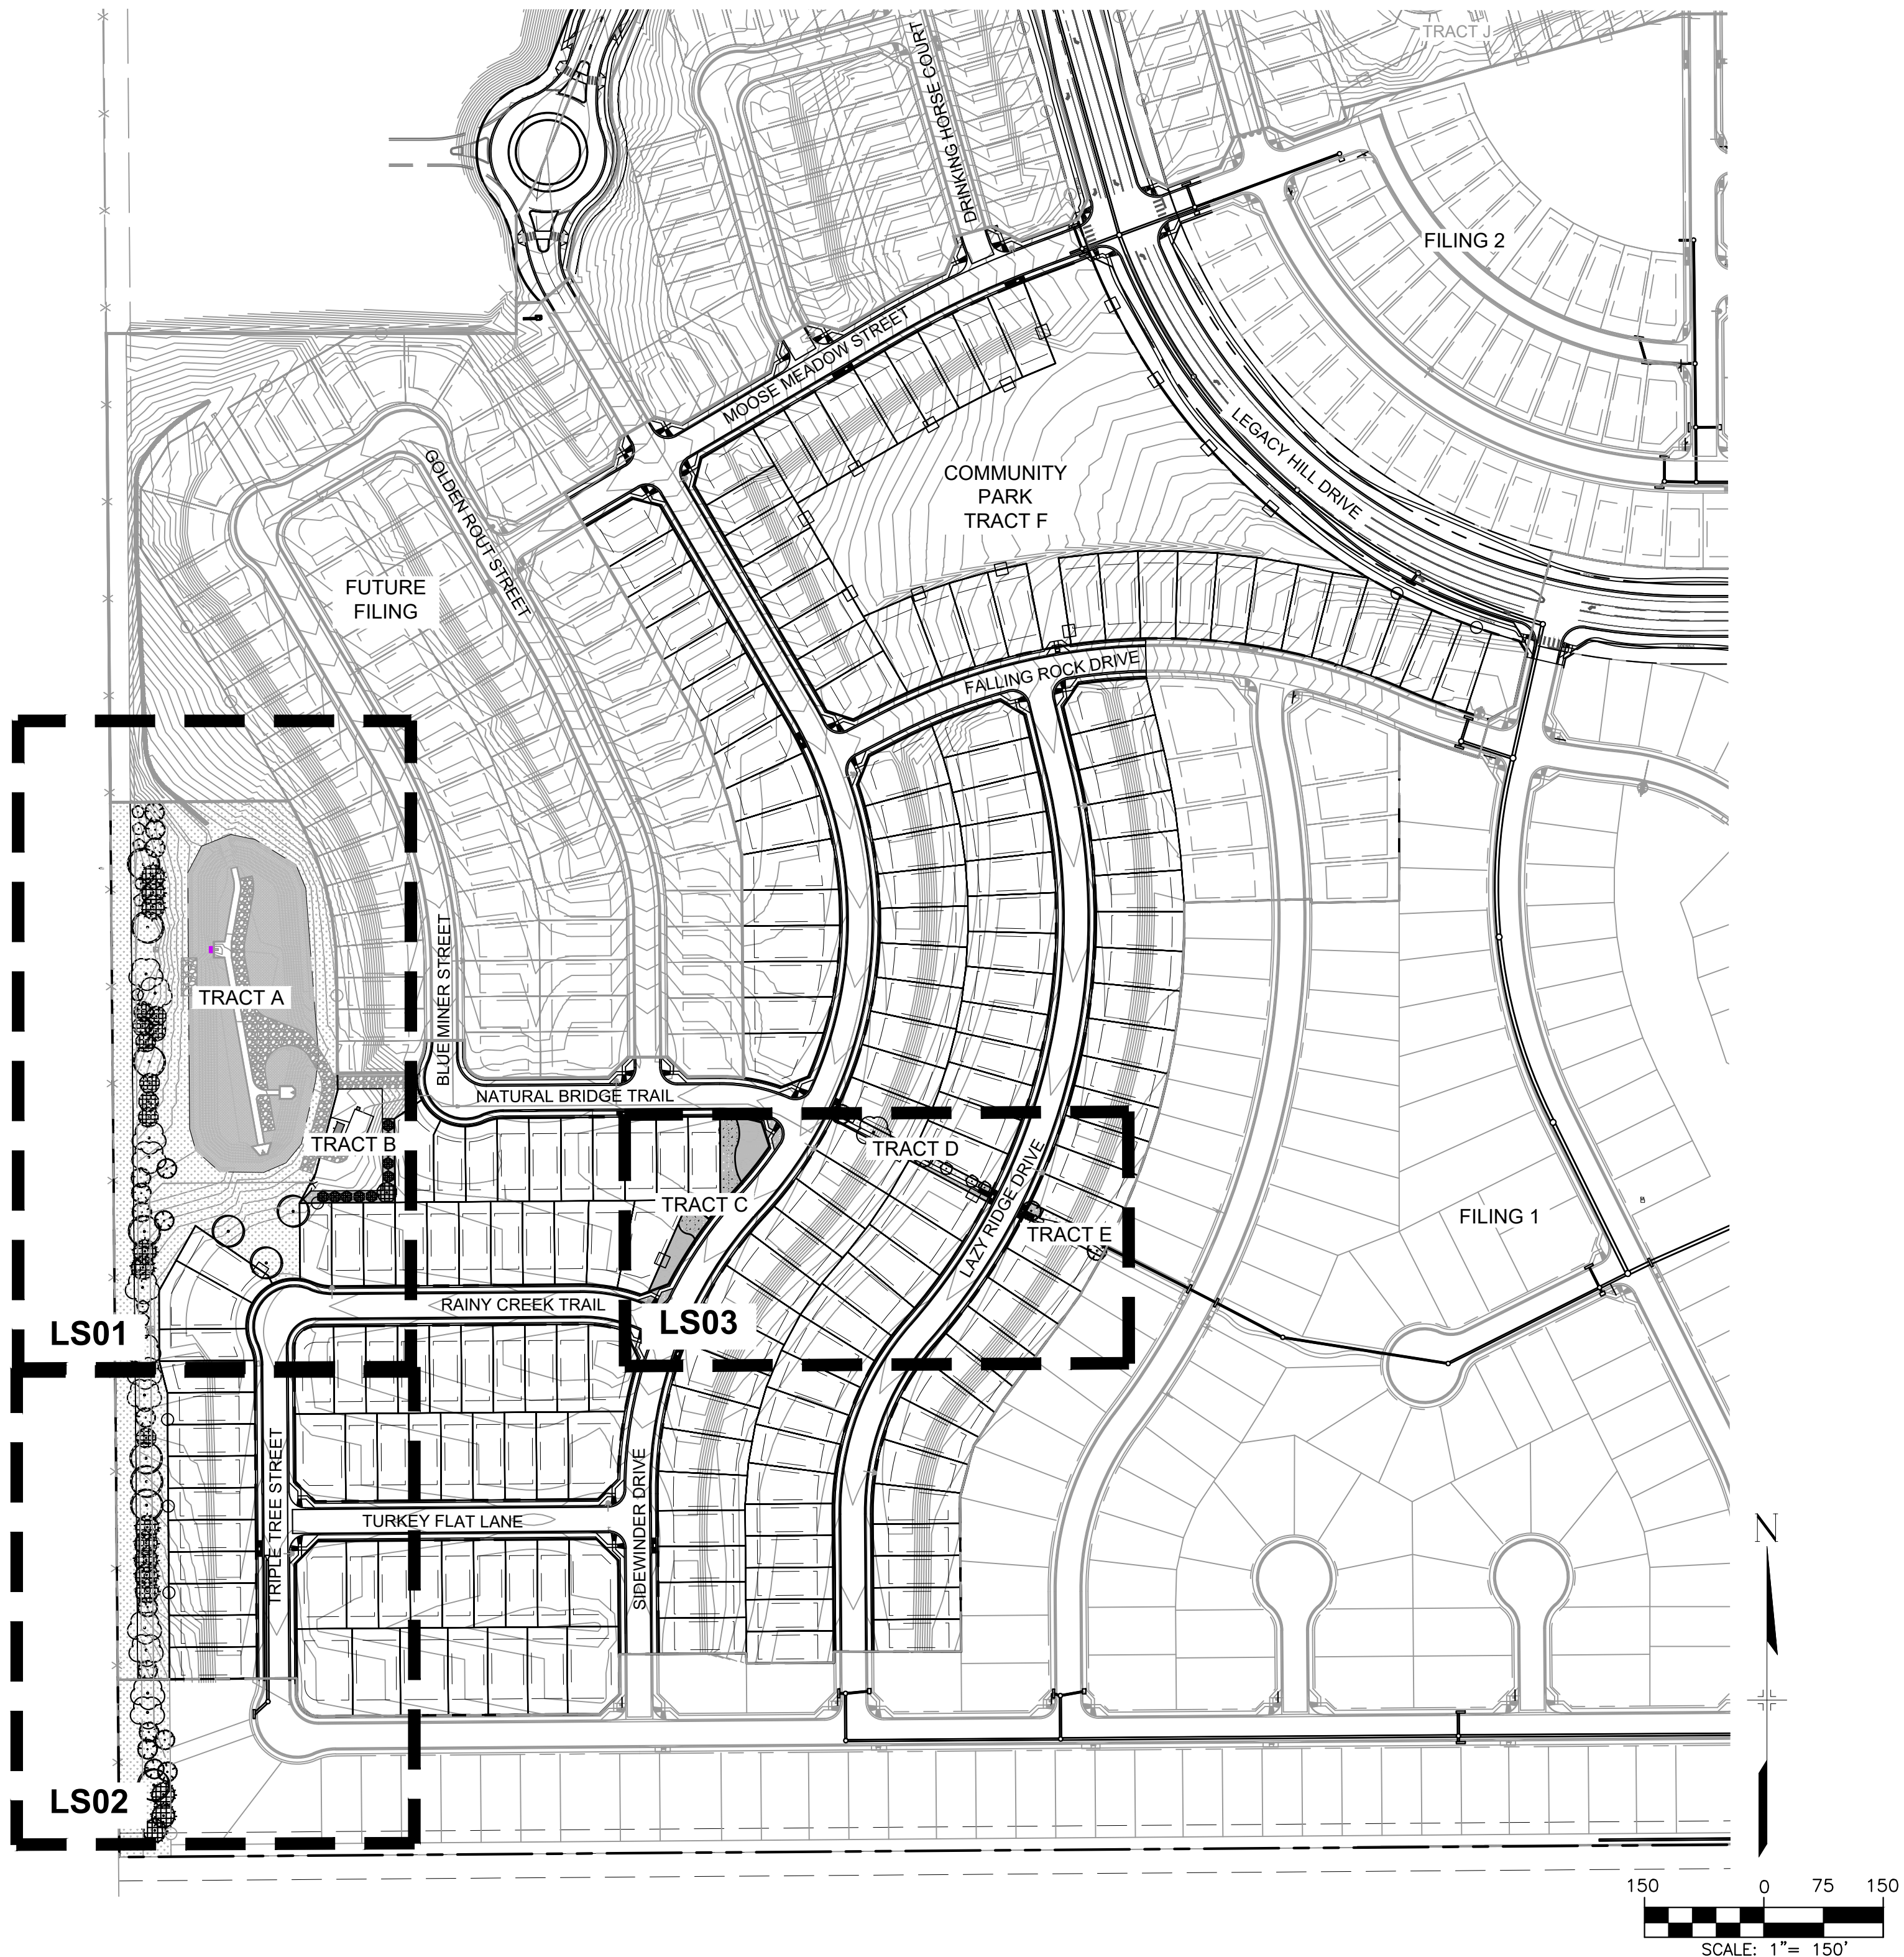 TRACT J
DRINKING HORSE COURT
FILING 2
MOOSE MEADOW STREET
LEGACY HILL DRIVE
GOLDEN ROUT STREET
COMMUNITY
PARK
TRACT F
FUTURE
FILING
FALLING ROCK DRIVE
BLUE MINER STREET
TRACT A
NATURAL BRIDGE TRAIL
TRACT B
TRACT D
TRACT C
LAZY RIDGE DRIVE
TRACT E
FILING 1
RAINY CREEK TRAIL
LS01
LS03
TRIPLE TREE STREET
TURKEY FLAT LANE
SIDEWINDER DRIVE
N
LS02
150 0 75 150
SCALE: 1"= 150'